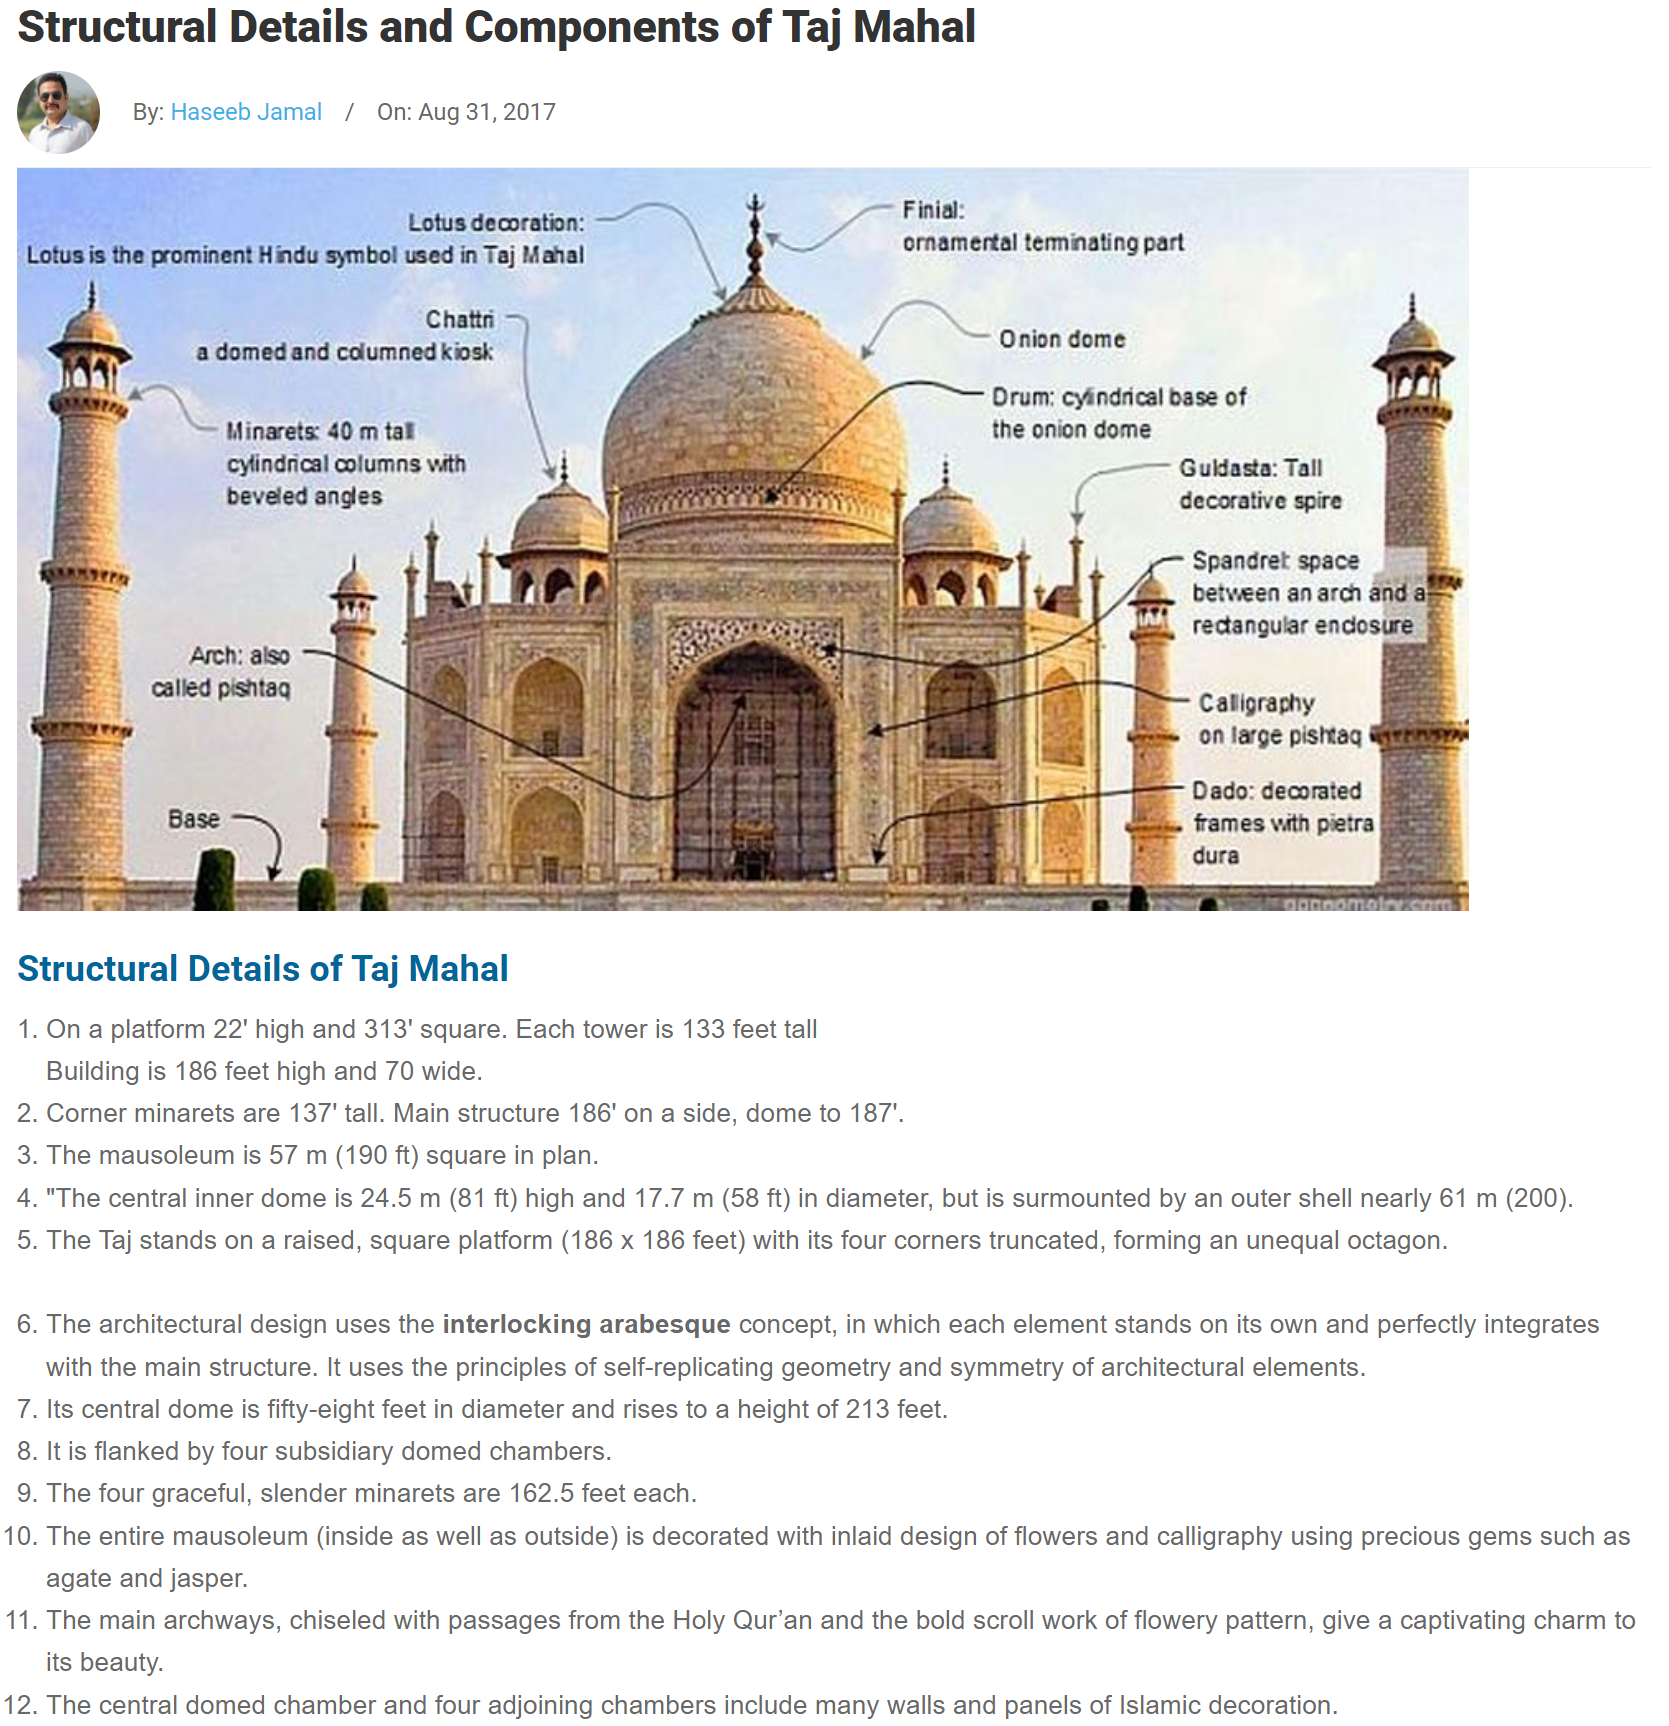 Structural Details and Components of Taj Mahal
By: Haseeb Jamal / On: Aug 31, 2017
Lotus decoration:
Lotus is the prominent Hindu symbol used in Taj Mahal
Finial:
ornamental terminating part
Chattri
a domed and columned kiosk
Onion dome
Minarets: 40 m tall
cylindrical columns with
beveled angles
Drum: cylindrical base of
the onion dome
Guldasta: Tall
decorative spire
Spandrel: space
between an arch and a
rectangular enclosure
Arch: also
called pishtaq
Calligraphy
on large pishtaq
Base
Dado: decorated
frames with pietra
dura
Structural Details of Taj Mahal
1. On a platform 22' high and 313' square. Each tower is 133 feet tall
Building is 186 feet high and 70 wide.
2. Corner minarets are 137' tall. Main structure 186' on a side, dome to 187'.
3. The mausoleum is 57 m (190 ft) square in plan.
4. "The central inner dome is 24.5 m (81 ft) high and 17.7 m (58 ft) in diameter, but is surmounted by an outer shell nearly 61 m (200).
5. The Taj stands on a raised, square platform (186 x 186 feet) with its four corners truncated, forming an unequal octagon.
6. The architectural design uses the interlocking arabesque concept, in which each element stands on its own and perfectly integrates
with the main structure. It uses the principles of self-replicating geometry and symmetry of architectural elements.
7. Its central dome is fifty-eight feet in diameter and rises to a height of 213 feet.
8. It is flanked by four subsidiary domed chambers.
9. The four graceful, slender minarets are 162.5 feet each.
10. The entire mausoleum (inside as well as outside) is decorated with inlaid design of flowers and calligraphy using precious gems such as
agate and jasper.
11. The main archways, chiseled with passages from the Holy Qur’an and the bold scroll work of flowery pattern, give a captivating charm to
its beauty.
12. The central domed chamber and four adjoining chambers include many walls and panels of Islamic decoration.